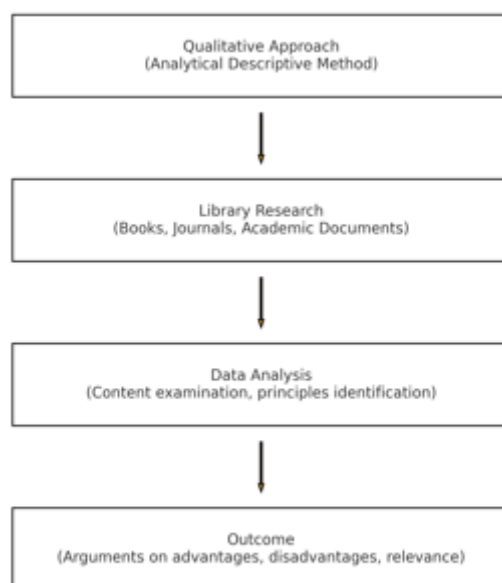 Qualitative Approach
(Analytical Descriptive Method)
Library Research
(Books, Journals, Academic Documents)
Data Analysis
(Content examination, principles identification)
Outcome
(Arguments on advantages, disadvantages, relevance)